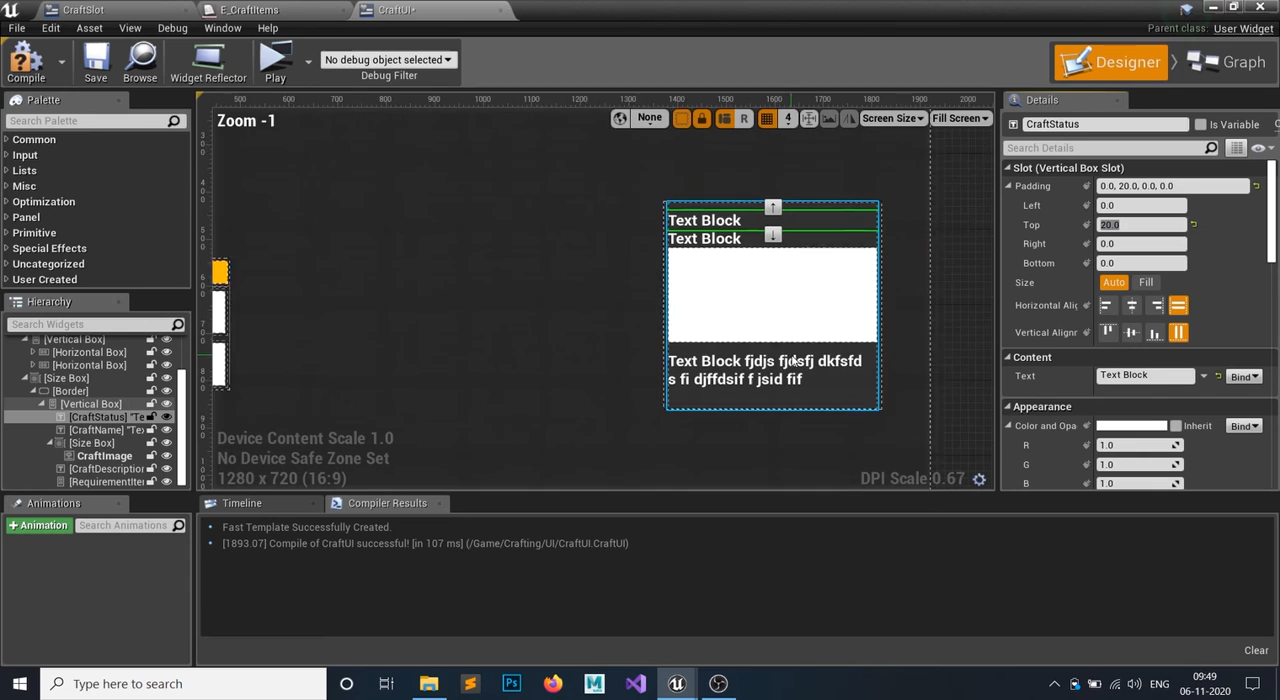 CraftSlot
E_CraftItems
CraftUI*
File Edit Asset View Window Debug Help
Parent class: User Widget
Compile
Save
Browse
Widget Reflector
Play
No debug object selected
Debug Filter
Designer
Graph
Palette
Search Palette
Common
Input
Lists
Misc
Optimization
Panel
Primitive
Special Effects
Uncategorized
User Created
Hierarchy
Search Widgets
[Vertical Box]
[Horizontal Box]
[Horizontal Box]
[Size Box]
[Border]
[Vertical Box]
[CraftStatus] "Te
[CraftName] "Te
[Size Box]
CraftImage
[CraftDescription
[RequirementIte
Animations
+ Animation
Search Animations
500 600 700 800 900 1000 1100 1200 1300 1400 1500 1600 1700 1800 1900 2000
Zoom -1
None
R
4
Screen Size
Fill Screen
Text Block
Text Block
Text Block fjdjs fjdksfj dkfsfd
s fi djffdsif f jsid fif
Device Content Scale 1.0
No Device Safe Zone Set
1280 x 720 (16:9)
DPI Scale 0.67
Timeline
Compiler Results
Fast Template Successfully Created.
[1893.07] Compile of CraftUI successful! [in 107 ms] (/Game/Crafting/UI/CraftUI.CraftUI)
Clear
Details
CraftStatus
Is Variable
Search Details
Slot (Vertical Box Slot)
Padding 0.0, 20.0, 0.0, 0.0
Left 0.0
Top 20.0
Right 0.0
Bottom 0.0
Size Auto Fill
Horizontal Alig
Vertical Alignr
Content
Text Text Block Bind
Appearance
Color and Opa Inherit Bind
R 1.0
G 1.0
B 1.0
Type here to search
ENG
09:49
06-11-2020